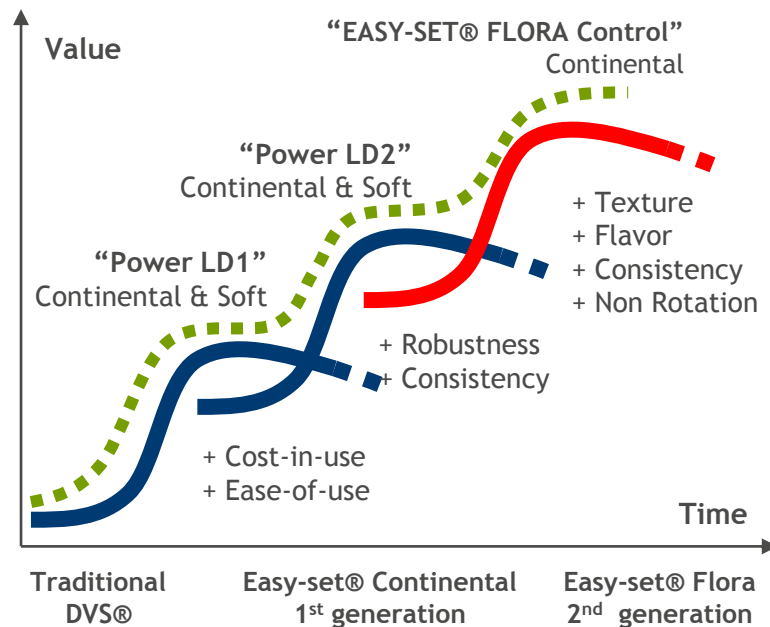 Value
“EASY-SET® FLORA Control”
Continental
“Power LD2”
Continental & Soft
“Power LD1”
Continental & Soft
+ Texture
+ Flavor
+ Consistency
+ Non Rotation
+ Robustness
+ Consistency
+ Cost-in-use
+ Ease-of-use
Time
Traditional
DVS®
Easy-set® Continental
1st generation
Easy-set® Flora
2nd generation